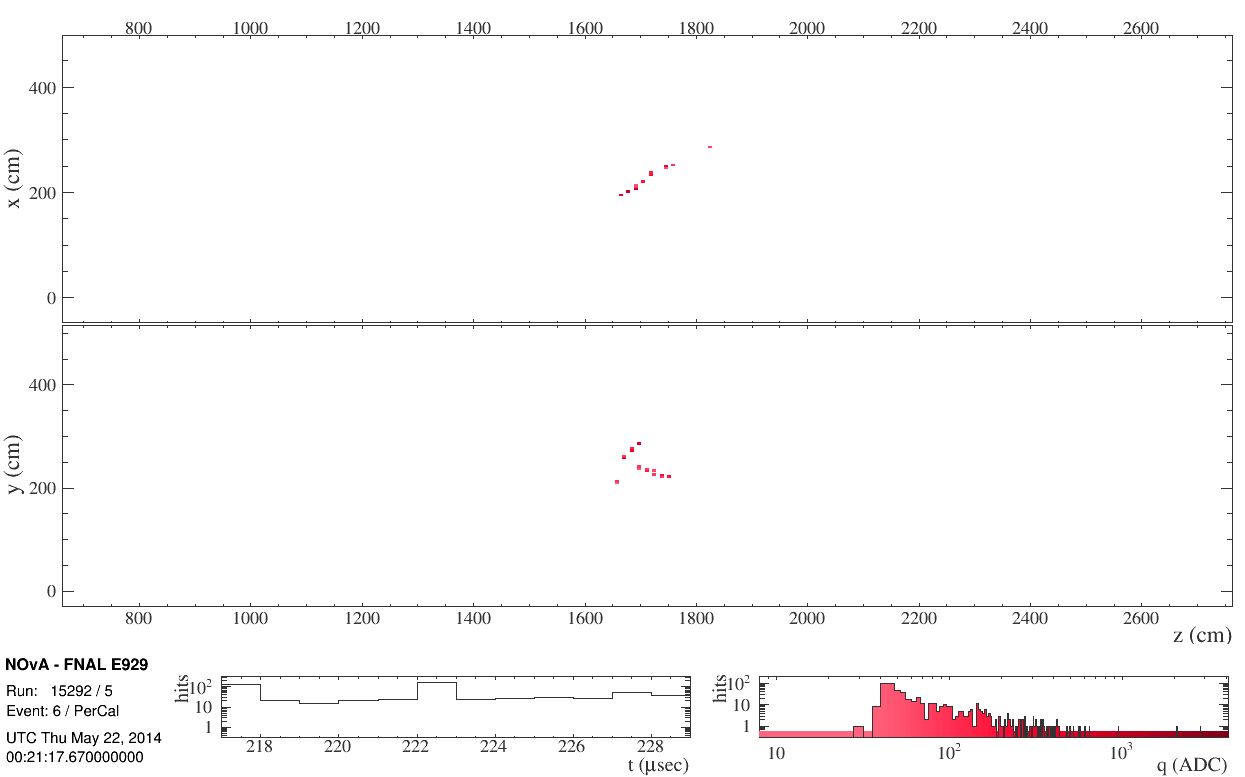 800 1000 1200 1400 1600 1800 2000 2200 2400 2600
400
200
0
x (cm)
400
200
0
y (cm)
800 1000 1200 1400 1600 1800 2000 2200 2400 2600
z (cm)
NOvA - FNAL E929
Run: 15292 / 5
Event: 6 / PerCal
UTC Thu May 22, 2014
00:21:17.670000000
hits
10²
10
1
218 220 222 224 226 228
t (μsec)
hits
10²
10
1
10 10² 10³
q (ADC)